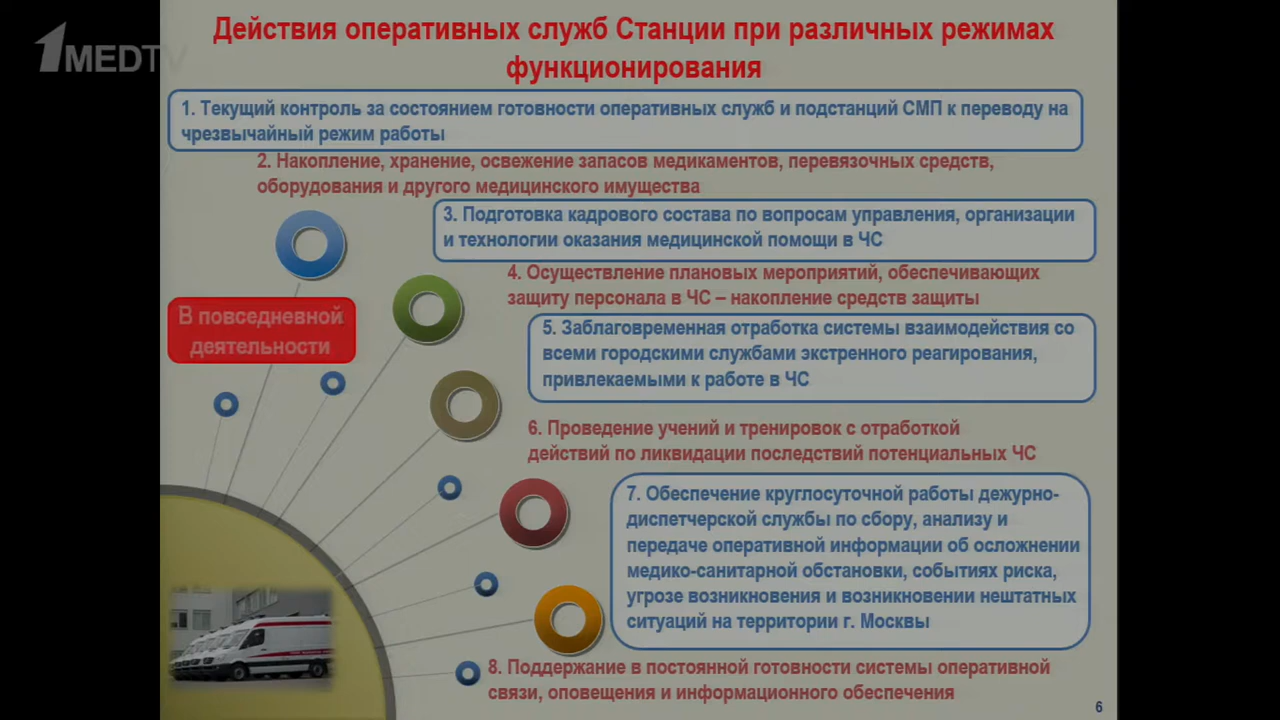 1MEDTV
Действия оперативных служб Станции при различных режимах
функционирования
1. Текущий контроль за состоянием готовности оперативных служб и подстанций СМП к переводу на
чрезвычайный режим работы
2. Накопление, хранение, освежение запасов медикаментов, перевязочных средств,
оборудования и другого медицинского имущества
3. Подготовка кадрового состава по вопросам управления, организации
и технологии оказания медицинской помощи в ЧС
4. Осуществление плановых мероприятий, обеспечивающих
защиту персонала в ЧС – накопление средств защиты
В повседневной
деятельности
5. Заблаговременная отработка системы взаимодействия со
всеми городскими службами экстренного реагирования,
привлекаемыми к работе в ЧС
6. Проведение учений и тренировок с отработкой
действий по ликвидации последствий потенциальных ЧС
7. Обеспечение круглосуточной работы дежурно-
диспетчерской службы по сбору, анализу и
передаче оперативной информации об осложнении
медико-санитарной обстановки, событиях риска,
угрозе возникновения и возникновении нештатных
ситуаций на территории г. Москвы
8. Поддержание в постоянной готовности системы оперативной
связи, оповещения и информационного обеспечения
6